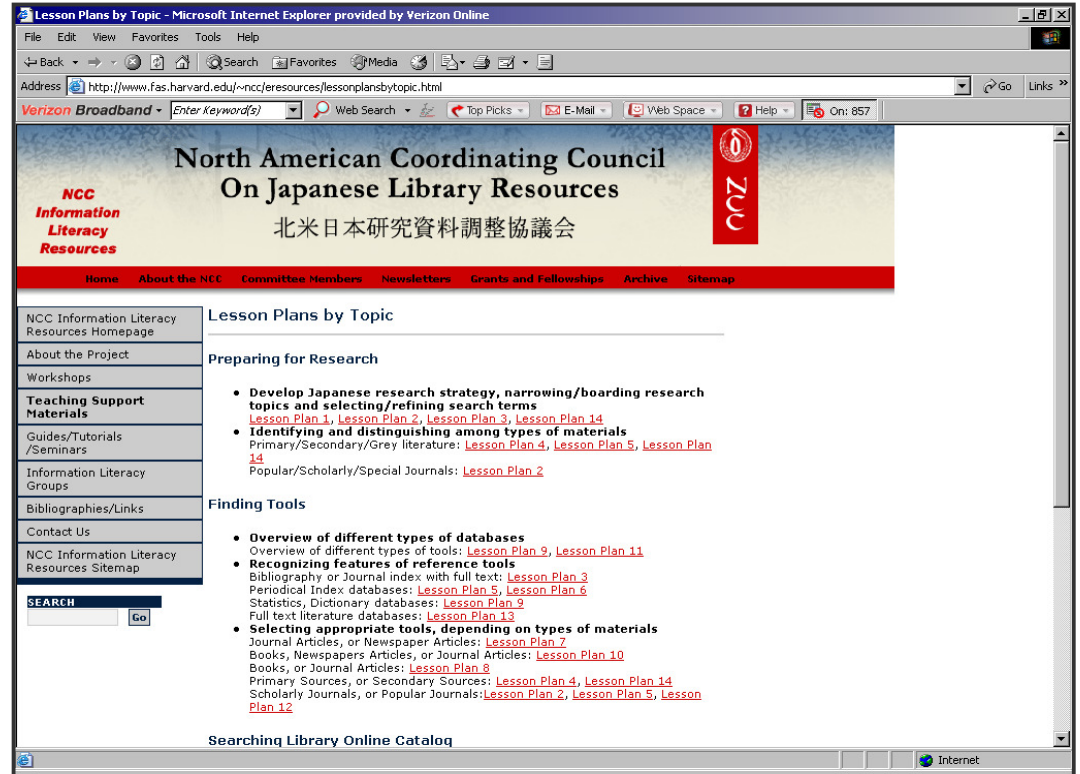 Lesson Plans by Topic - Microsoft Internet Explorer provided by Verizon Online
File Edit View Favorites Tools Help
Back Search Favorites Media
Address http://www.fas.harvard.edu/~ncc/eresources/lessonplansbytopic.html Go Links »
Verizon Broadband Enter Keyword(s) Web Search Top Picks E-Mail Web Space Help On: 857
NCC
Information
Literacy
Resources
North American Coordinating Council
On Japanese Library Resources
北米日本研究資料調整協議会
NCC
Home About the NCC Committee Members Newsletters Grants and Fellowships Archive Sitemap
NCC Information Literacy
Resources Homepage
About the Project
Workshops
Teaching Support
Materials
Guides/Tutorials
/Seminars
Information Literacy
Groups
Bibliographies/Links
Contact Us
NCC Information Literacy
Resources Sitemap
SEARCH
Go
Lesson Plans by Topic
Preparing for Research
• Develop Japanese research strategy, narrowing/boarding research
topics and selecting/refining search terms
Lesson Plan 1, Lesson Plan 2, Lesson Plan 3, Lesson Plan 14
• Identifying and distinguishing among types of materials
Primary/Secondary/Grey literature: Lesson Plan 4, Lesson Plan 5, Lesson Plan
14
Popular/Scholarly/Special Journals: Lesson Plan 2
Finding Tools
• Overview of different types of databases
Overview of different types of tools: Lesson Plan 9, Lesson Plan 11
• Recognizing features of reference tools
Bibliography or Journal index with full text: Lesson Plan 3
Periodical Index databases: Lesson Plan 5, Lesson Plan 6
Statistics, Dictionary databases: Lesson Plan 9
Full text literature databases: Lesson Plan 13
• Selecting appropriate tools, depending on types of materials
Journal Articles, or Newspaper Articles: Lesson Plan 7
Books, Newspapers Articles, or Journal Articles: Lesson Plan 10
Books, or Journal Articles: Lesson Plan 8
Primary Sources, or Secondary Sources: Lesson Plan 4, Lesson Plan 14
Scholarly Journals, or Popular Journals:Lesson Plan 2, Lesson Plan 5, Lesson
Plan 12
Searching Library Online Catalog
Internet